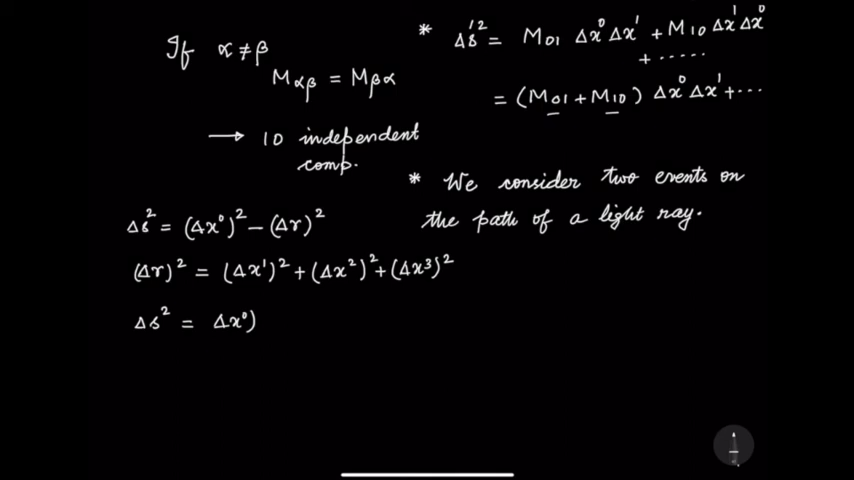 If α ≠ β
M_αβ = M_βα
→ 10 independent
comp.
* Δs'² = M₀₁ Δx⁰ Δx¹ + M₁₀ Δx¹ Δx⁰
+ .....
= (M₀₁ + M₁₀) Δx⁰ Δx¹ + ...
* We consider two events on
the path of a light ray.
Δs² = (Δx⁰)² − (Δr)²
(Δr)² = (Δx¹)² + (Δx²)² + (Δx³)²
Δs² = Δx⁰)